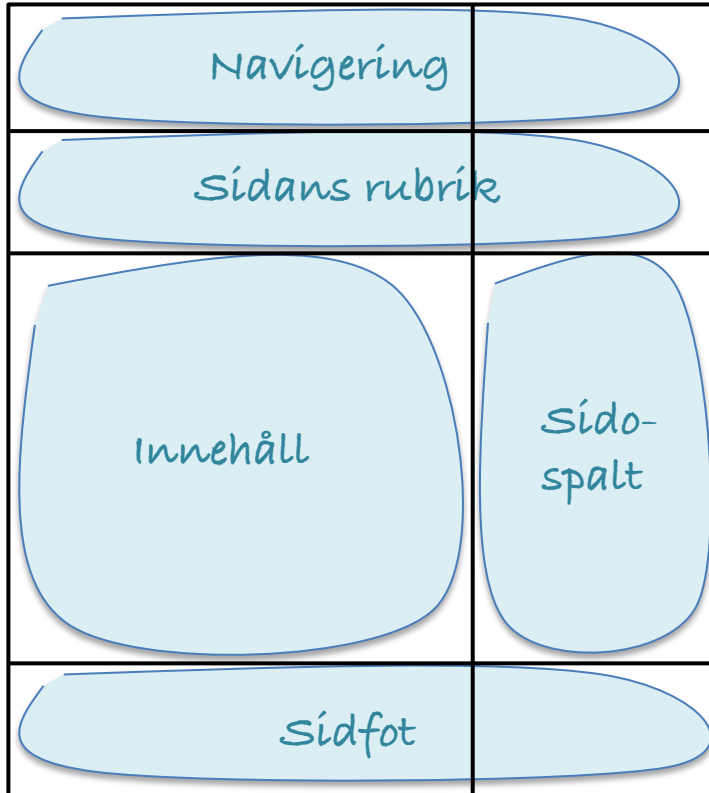 Navigering
Sidans rubrik
Innehåll
Sido-
spalt
Sidfot